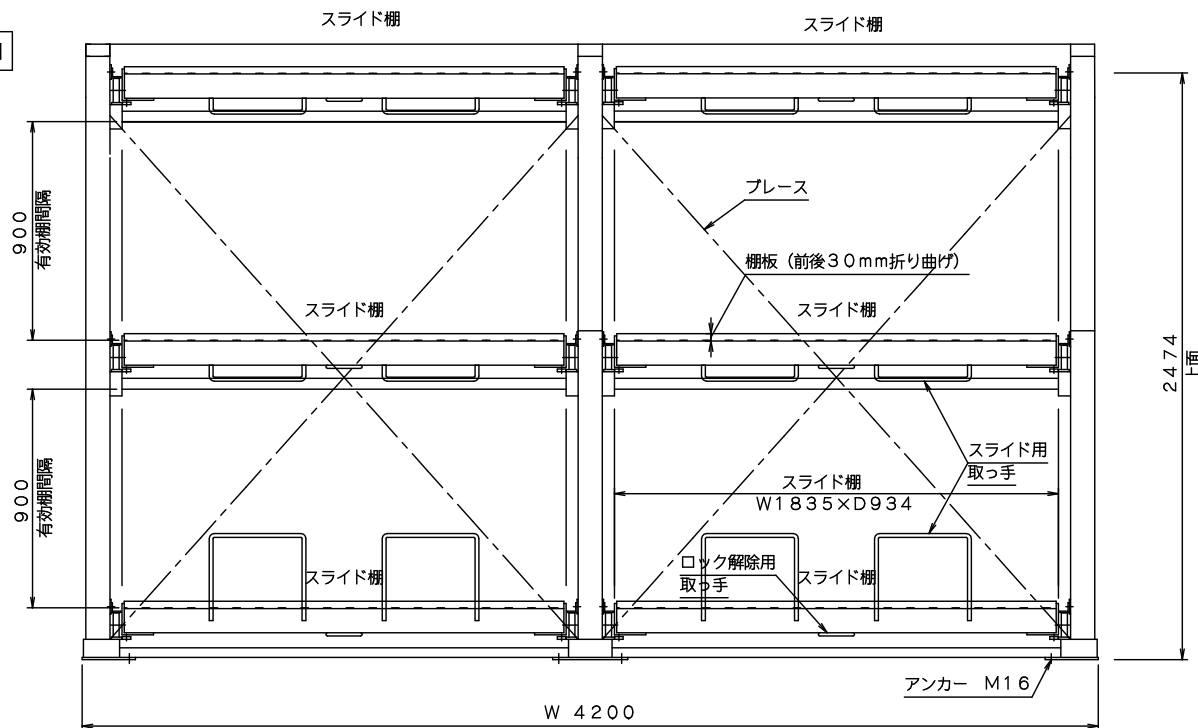 スライド棚
スライド棚
900
有効棚間隔
ブレース
棚板（前後30mm折り曲げ）
スライド棚
スライド棚
2474
上面
900
有効棚間隔
スライド用
取っ手
スライド棚
W1835×D934
ロック解除用
取っ手
スライド棚
スライド棚
アンカー M16
W 4200